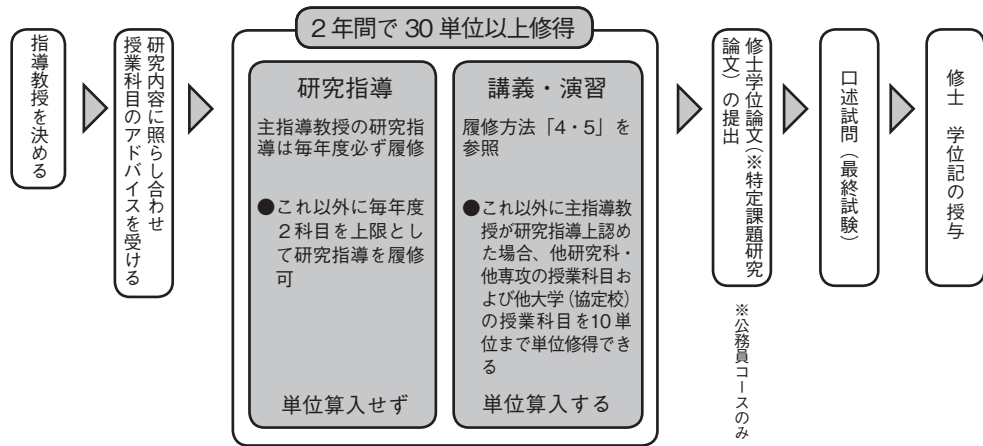 指導教授を決める
研究内容に照らし合わせ
授業科目のアドバイスを受ける
2年間で30単位以上修得
研究指導
主指導教授の研究指
導は毎年度必ず履修
●これ以外に毎年度
2科目を上限とし
て研究指導を履修
可
単位算入せず
講義・演習
履修方法「4・5」を
参照
●これ以外に主指導教
授が研究指導上認め
た場合、他研究科・
他専攻の授業科目お
よび他大学(協定校)
の授業科目を10単
位まで単位修得でき
る
単位算入する
修士学位論文(※特定課題研究
論文)の提出
※公務員コースのみ
口述試問(最終試験)
修士 学位記の授与